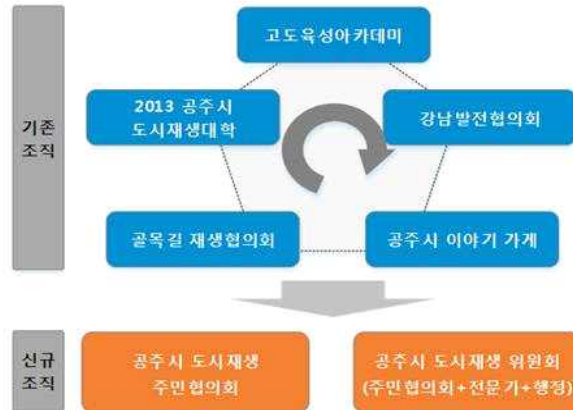 고도육성아카데미
2013 공주시
도시재생대학
강남발전협의회
기존
조직
골목길 재생협의회
공주시 이야기 가게
신규
조직
공주시 도시재생
주민협의회
공주시 도시재생 위원회
(주민협의회+전문가+행정)